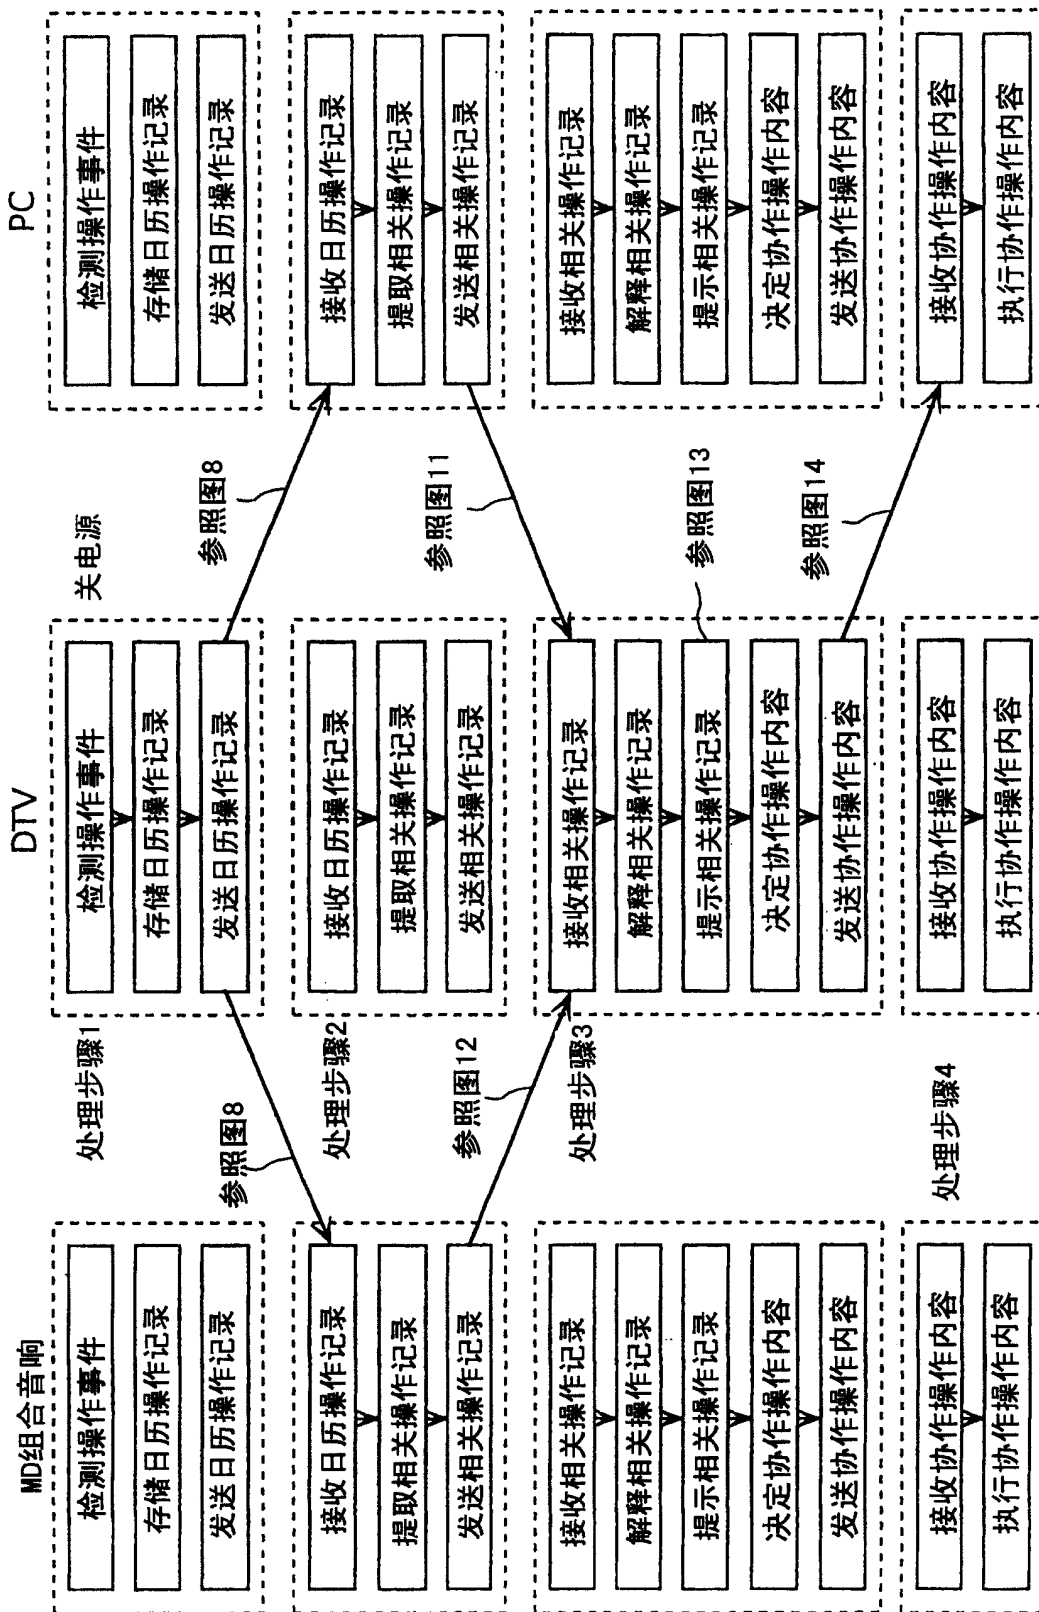 MD组合音响
检测操作事件
存储日历操作记录
发送日历操作记录
接收日历操作记录
提取相关操作记录
发送相关操作记录
接收相关操作记录
解释相关操作记录
提示相关操作记录
决定协作操作内容
发送协作操作内容
接收协作操作内容
执行协作操作内容
处理步骤1
参照图8
处理步骤2
参照图12
处理步骤3
处理步骤4
DTV
关电源
检测操作事件
存储日历操作记录
发送日历操作记录
接收日历操作记录
提取相关操作记录
发送相关操作记录
接收相关操作记录
解释相关操作记录
提示相关操作记录
决定协作操作内容
发送协作操作内容
接收协作操作内容
执行协作操作内容
参照图8
参照图11
参照图13
参照图14
PC
检测操作事件
存储日历操作记录
发送日历操作记录
接收日历操作记录
提取相关操作记录
发送相关操作记录
接收相关操作记录
解释相关操作记录
提示相关操作记录
决定协作操作内容
发送协作操作内容
接收协作操作内容
执行协作操作内容